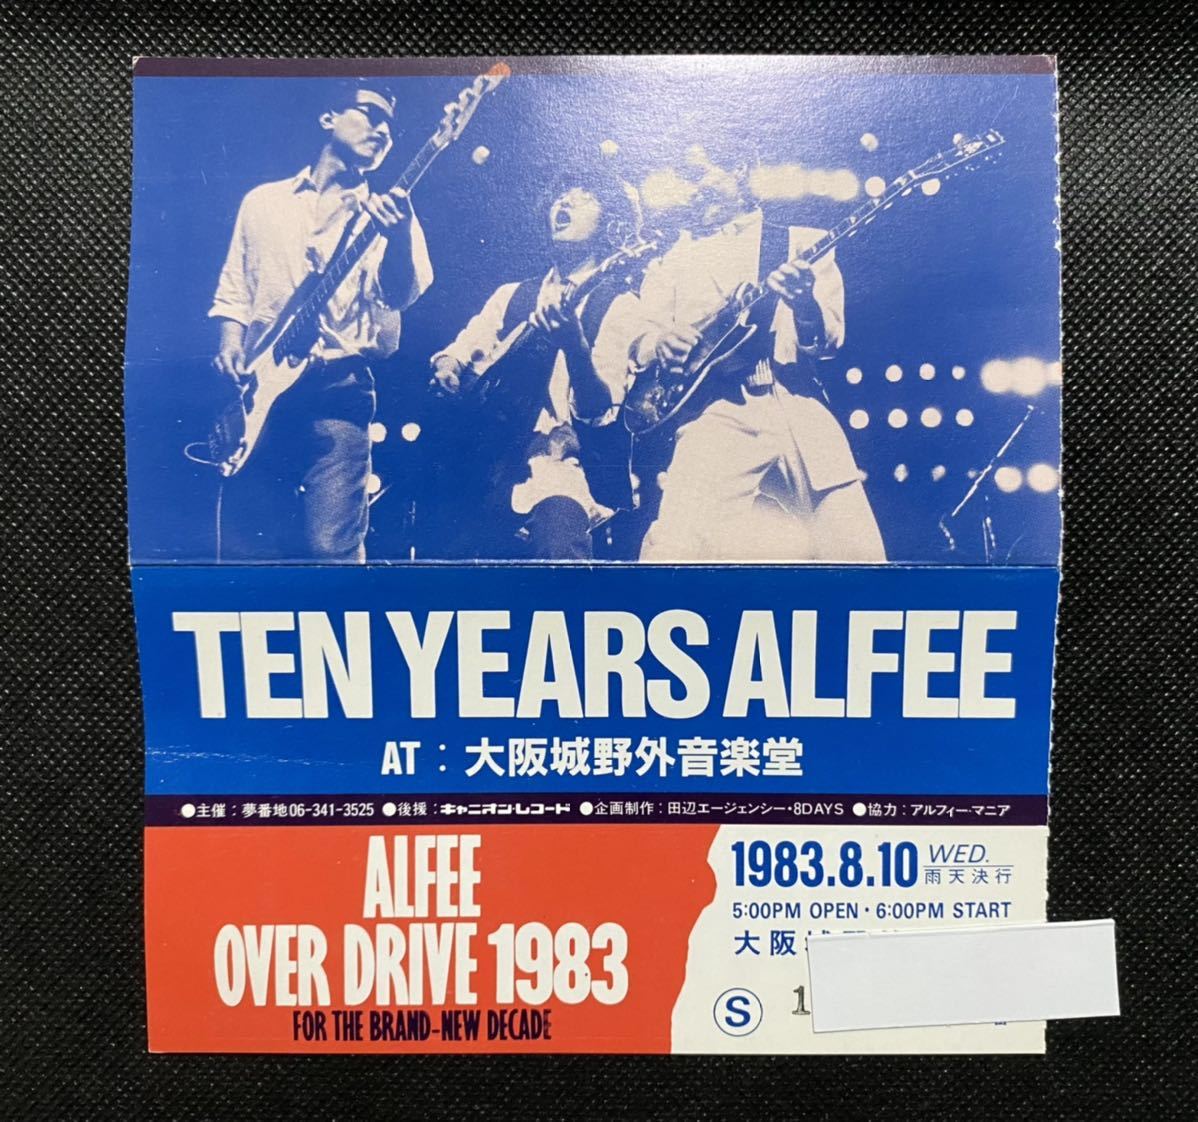 TEN YEARS ALFEE
AT : 大阪城野外音楽堂
●主催：夢番地06-341-3525 ●後援：キャニオン・レコード ●企画制作：田辺エージェンシー・8DAYS ●協力：アルフィー・マニア
ALFEE
OVER DRIVE 1983
FOR THE BRAND-NEW DECADE
1983.8.10 WED.
雨天決行
5:00PM OPEN・6:00PM START
大阪城
S 1